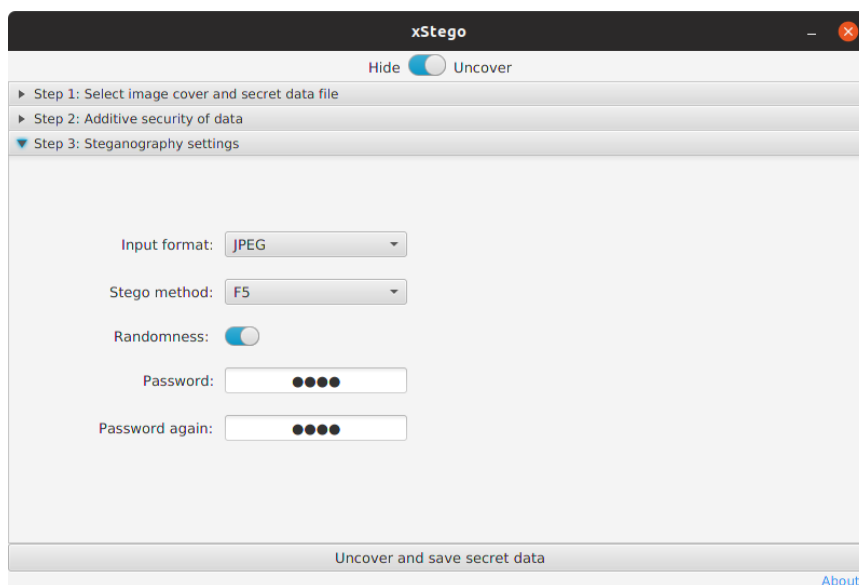 xStego
Hide Uncover
Step 1: Select image cover and secret data file
Step 2: Additive security of data
Step 3: Steganography settings
Input format: JPEG
Stego method: F5
Randomness:
Password: ●●●●
Password again: ●●●●
Uncover and save secret data
About